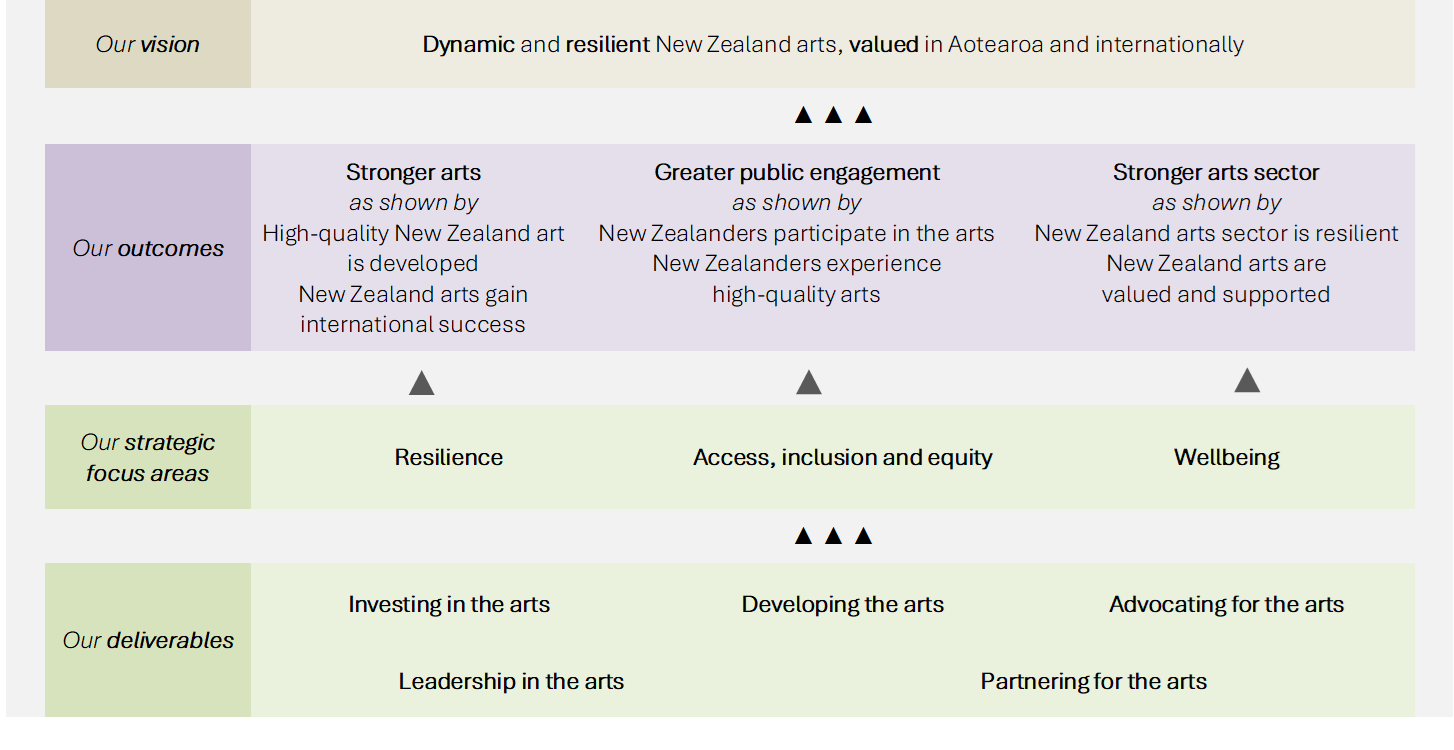 Our vision
Dynamic and resilient New Zealand arts, valued in Aotearoa and internationally
Our outcomes
Stronger arts
as shown by
High-quality New Zealand art
is developed
New Zealand arts gain
international success
Greater public engagement
as shown by
New Zealanders participate in the arts
New Zealanders experience
high-quality arts
Stronger arts sector
as shown by
New Zealand arts sector is resilient
New Zealand arts are
valued and supported
Our strategic
focus areas
Resilience
Access, inclusion and equity
Wellbeing
Our deliverables
Investing in the arts
Developing the arts
Advocating for the arts
Leadership in the arts
Partnering for the arts